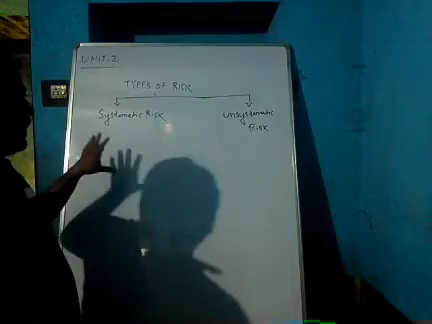 UNIT-2
TYPES OF RISK
Systematic Risk
unsystematic
Risk